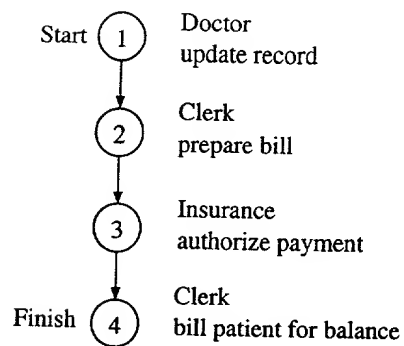 Start 1 Doctor
update record
2 Clerk
prepare bill
3 Insurance
authorize payment
Finish 4 Clerk
bill patient for balance